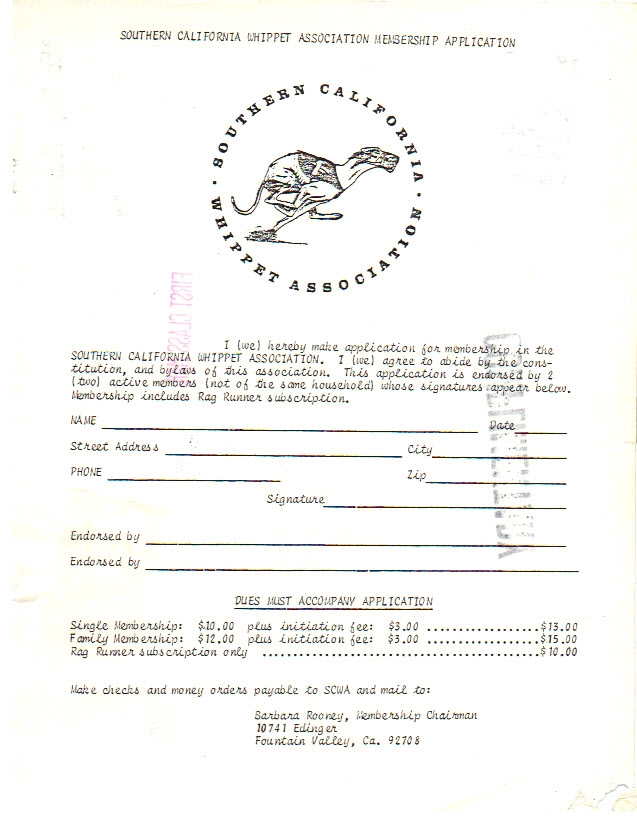 SOUTHERN CALIFORNIA WHIPPET ASSOCIATION MEMBERSHIP APPLICATION
· SOUTHERN CALIFORNIA ·
WHIPPET ASSOCIATION
FIRST CLASS
I (we) hereby make application for membership in the
SOUTHERN CALIFORNIA WHIPPET ASSOCIATION. I (we) agree to abide by the cons-
titution, and bylaws of this association. This application is endorsed by 2
(two) active members (not of the same household) whose signatures appear below.
Membership includes Rag Runner subscription.
NAME Date
Street Address City
PHONE Zip
Signature
Endorsed by
Endorsed by
DUES MUST ACCOMPANY APPLICATION
Single Membership: $10.00 plus initiation fee: $3.00 ..................$13.00
Family Membership: $12.00 plus initiation fee: $3.00 ..................$15.00
Rag Runner subscription only ............................................$10.00
Make checks and money orders payable to SCWA and mail to:
Barbara Rooney, Membership Chairman
10741 Edinger
Fountain Valley, Ca. 92708